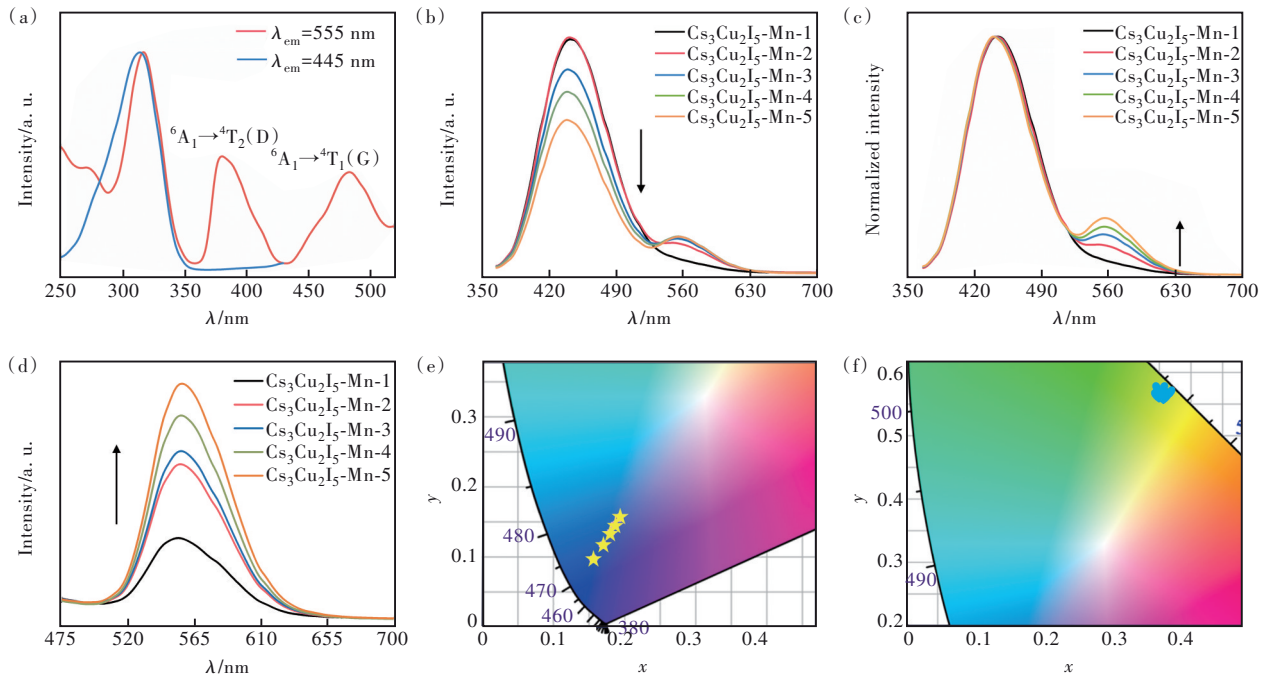 (a)
λem=555 nm
λem=445 nm
⁶A₁→⁴T₂(D)
⁶A₁→⁴T₁(G)
Intensity/a. u.
250 300 350 400 450 500
λ/nm
(b)
Cs₃Cu₂I₅-Mn-1
Cs₃Cu₂I₅-Mn-2
Cs₃Cu₂I₅-Mn-3
Cs₃Cu₂I₅-Mn-4
Cs₃Cu₂I₅-Mn-5
Intensity/a. u.
350 420 490 560 630 700
λ/nm
(c)
Cs₃Cu₂I₅-Mn-1
Cs₃Cu₂I₅-Mn-2
Cs₃Cu₂I₅-Mn-3
Cs₃Cu₂I₅-Mn-4
Cs₃Cu₂I₅-Mn-5
Normalized intensity
350 420 490 560 630 700
λ/nm
(d)
Cs₃Cu₂I₅-Mn-1
Cs₃Cu₂I₅-Mn-2
Cs₃Cu₂I₅-Mn-3
Cs₃Cu₂I₅-Mn-4
Cs₃Cu₂I₅-Mn-5
Intensity/a. u.
475 520 565 610 655 700
λ/nm
(e)
0.3
490
0.2
y
480
0.1
470
460
0
380
0 0.1 0.2 0.3 0.4
x
(f)
0.6
500
0.5
y
0.4
0.3
490
0.2
0.1 0.2 0.3 0.4
x